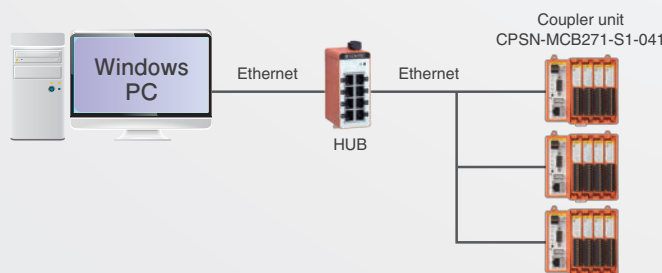 Coupler unit
CPSN-MCB271-S1-041
Windows
PC
Ethernet
Ethernet
HUB